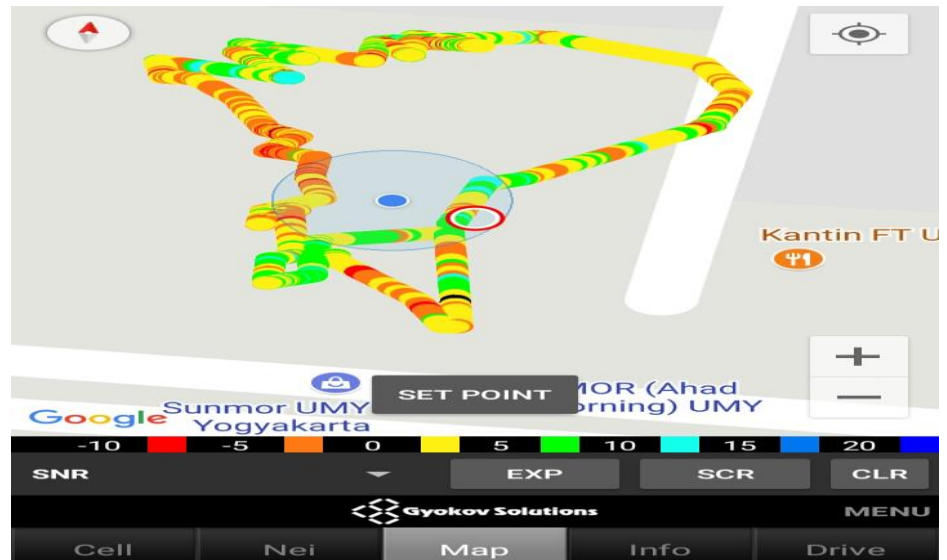 Kantin FT U
SET POINT
MOR (Ahad
orning) UMY
Sunmor UMY
Yogyakarta
Google
-10 -5 0 5 10 15 20
SNR EXP SCR CLR
Gyokov Solutions MENU
Cell Nei Map Info Drive